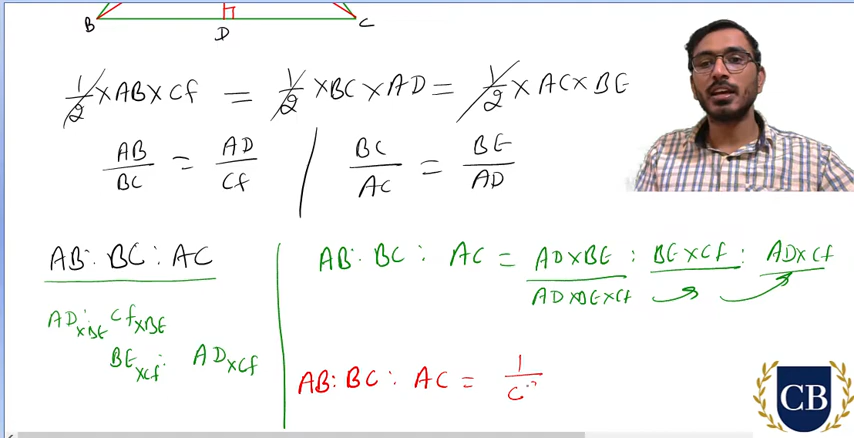 B D C
1/2 × AB × Cf = 1/2 × BC × AD = 1/2 × AC × BE
AB/BC = AD/Cf / BC/AC = BE/AD
AB: BC: AC
AD×BE : Cf×BE
BE×Cf : AD×Cf
AB: BC: AC = AD×BE/AD×BE×Cf : BE×Cf : AD×Cf
AB: BC: AC = 1/C
CB